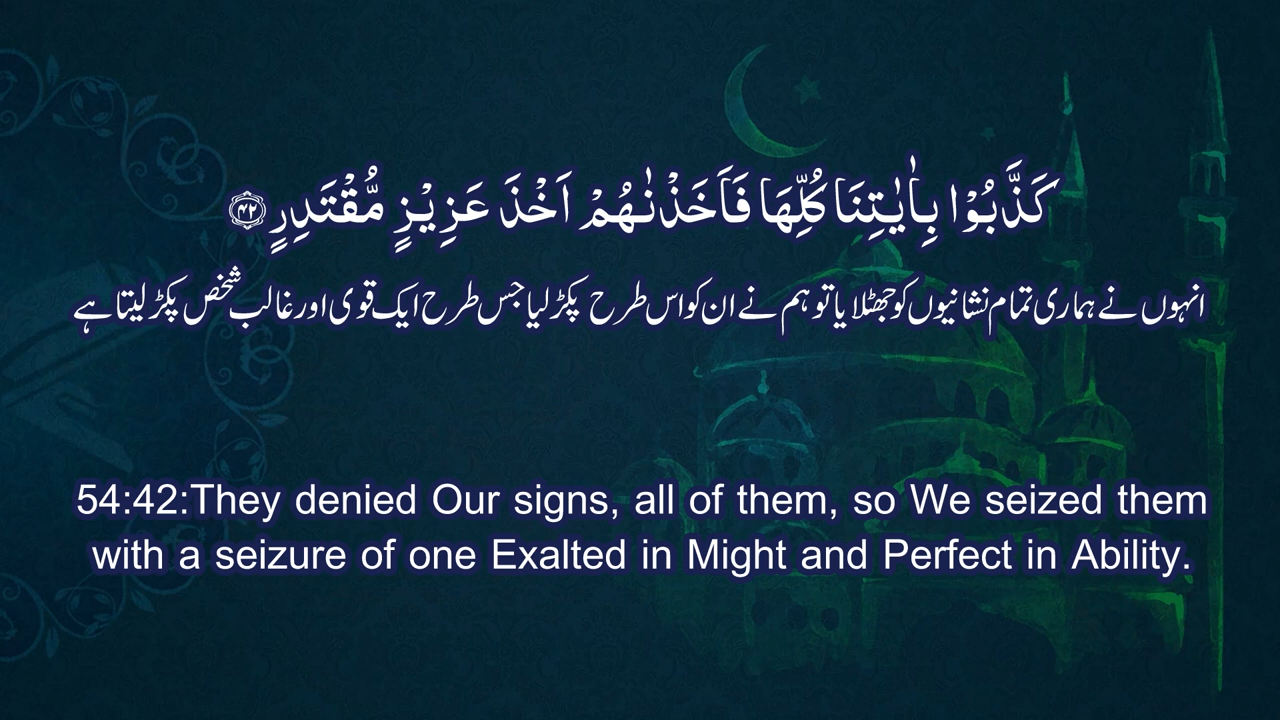 كَذَّبُوْا بِاٰيٰتِنَا كُلِّهَا فَاَخَذْنٰهُمْ اَخْذَ عَزِيْزٍ مُّقْتَدِرٍ ۴۲
انہوں نے ہماری تمام نشانیوں کو جھٹلایا تو ہم نے ان کو اس طرح پکڑ لیا جس طرح ایک قوی اور غالب شخص پکڑ لیتا ہے
54:42:They denied Our signs, all of them, so We seized them
with a seizure of one Exalted in Might and Perfect in Ability.